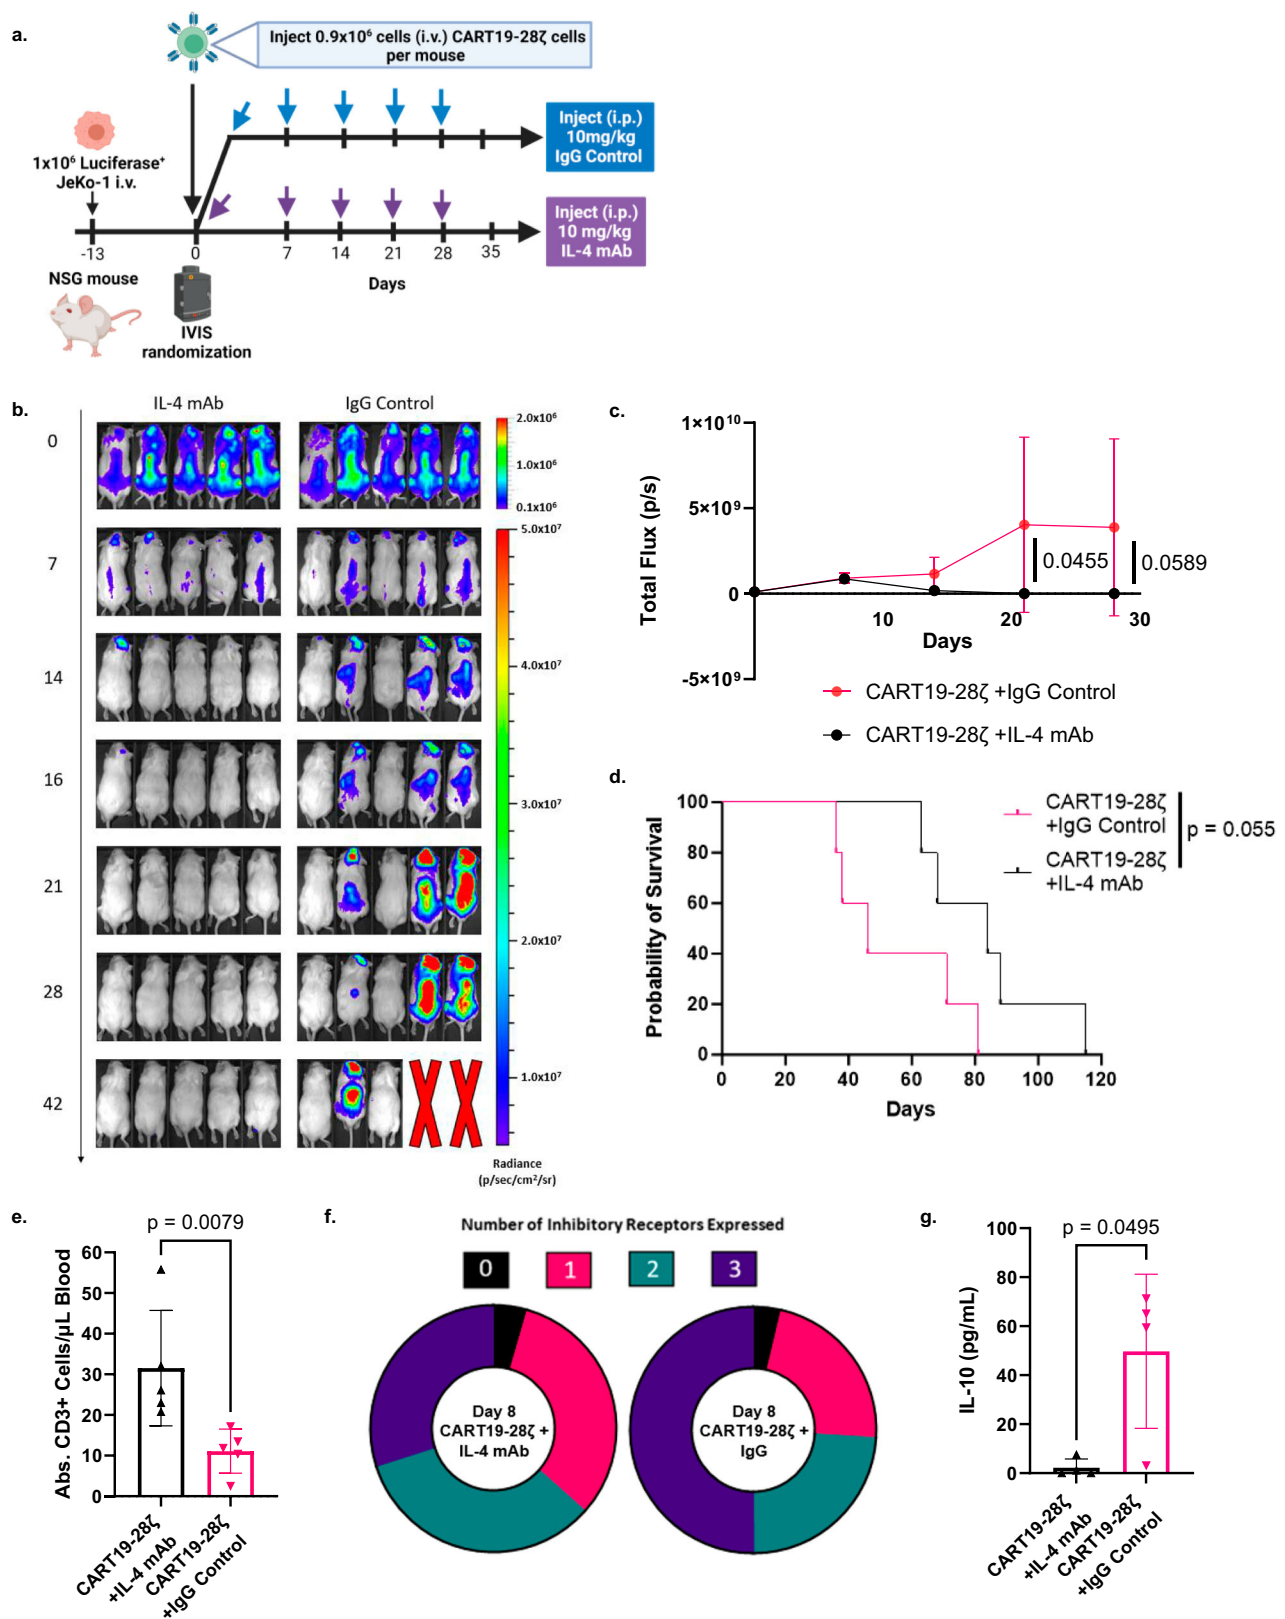 a.
Inject 0.9x10⁶ cells (i.v.) CART19-28ζ cells
per mouse
1x10⁶ Luciferase⁺
JeKo-1 i.v.
Inject (i.p.)
10mg/kg
IgG Control
Inject (i.p.)
10 mg/kg
IL-4 mAb
-13
0
7
14
21
28
35
Days
NSG mouse
IVIS
randomization
b.
IL-4 mAb
IgG Control
0
7
14
16
21
28
42
2.0x10⁶
1.0x10⁶
0.1x10⁶
5.0x10⁷
4.0x10⁷
3.0x10⁷
2.0x10⁷
1.0x10⁷
Radiance
(p/sec/cm²/sr)
c.
Total Flux (p/s)
1×10¹⁰
5×10⁹
0
-5×10⁹
10
20
30
Days
0.0455
0.0589
CART19-28ζ +IgG Control
CART19-28ζ +IL-4 mAb
d.
Probability of Survival
100
80
60
40
20
0
0
20
40
60
80
100
120
Days
CART19-28ζ
+IgG Control
CART19-28ζ
+IL-4 mAb
p = 0.055
e.
p = 0.0079
Abs. CD3+ Cells/μL Blood
60
50
40
30
20
10
0
CART19-28ζ
+IL-4 mAb
CART19-28ζ
+IgG Control
f.
Number of Inhibitory Receptors Expressed
0
1
2
3
Day 8
CART19-28ζ +
IL-4 mAb
Day 8
CART19-28ζ +
IgG
g.
p = 0.0495
IL-10 (pg/mL)
100
80
60
40
20
0
CART19-28ζ
+IL-4 mAb
CART19-28ζ
+IgG Control